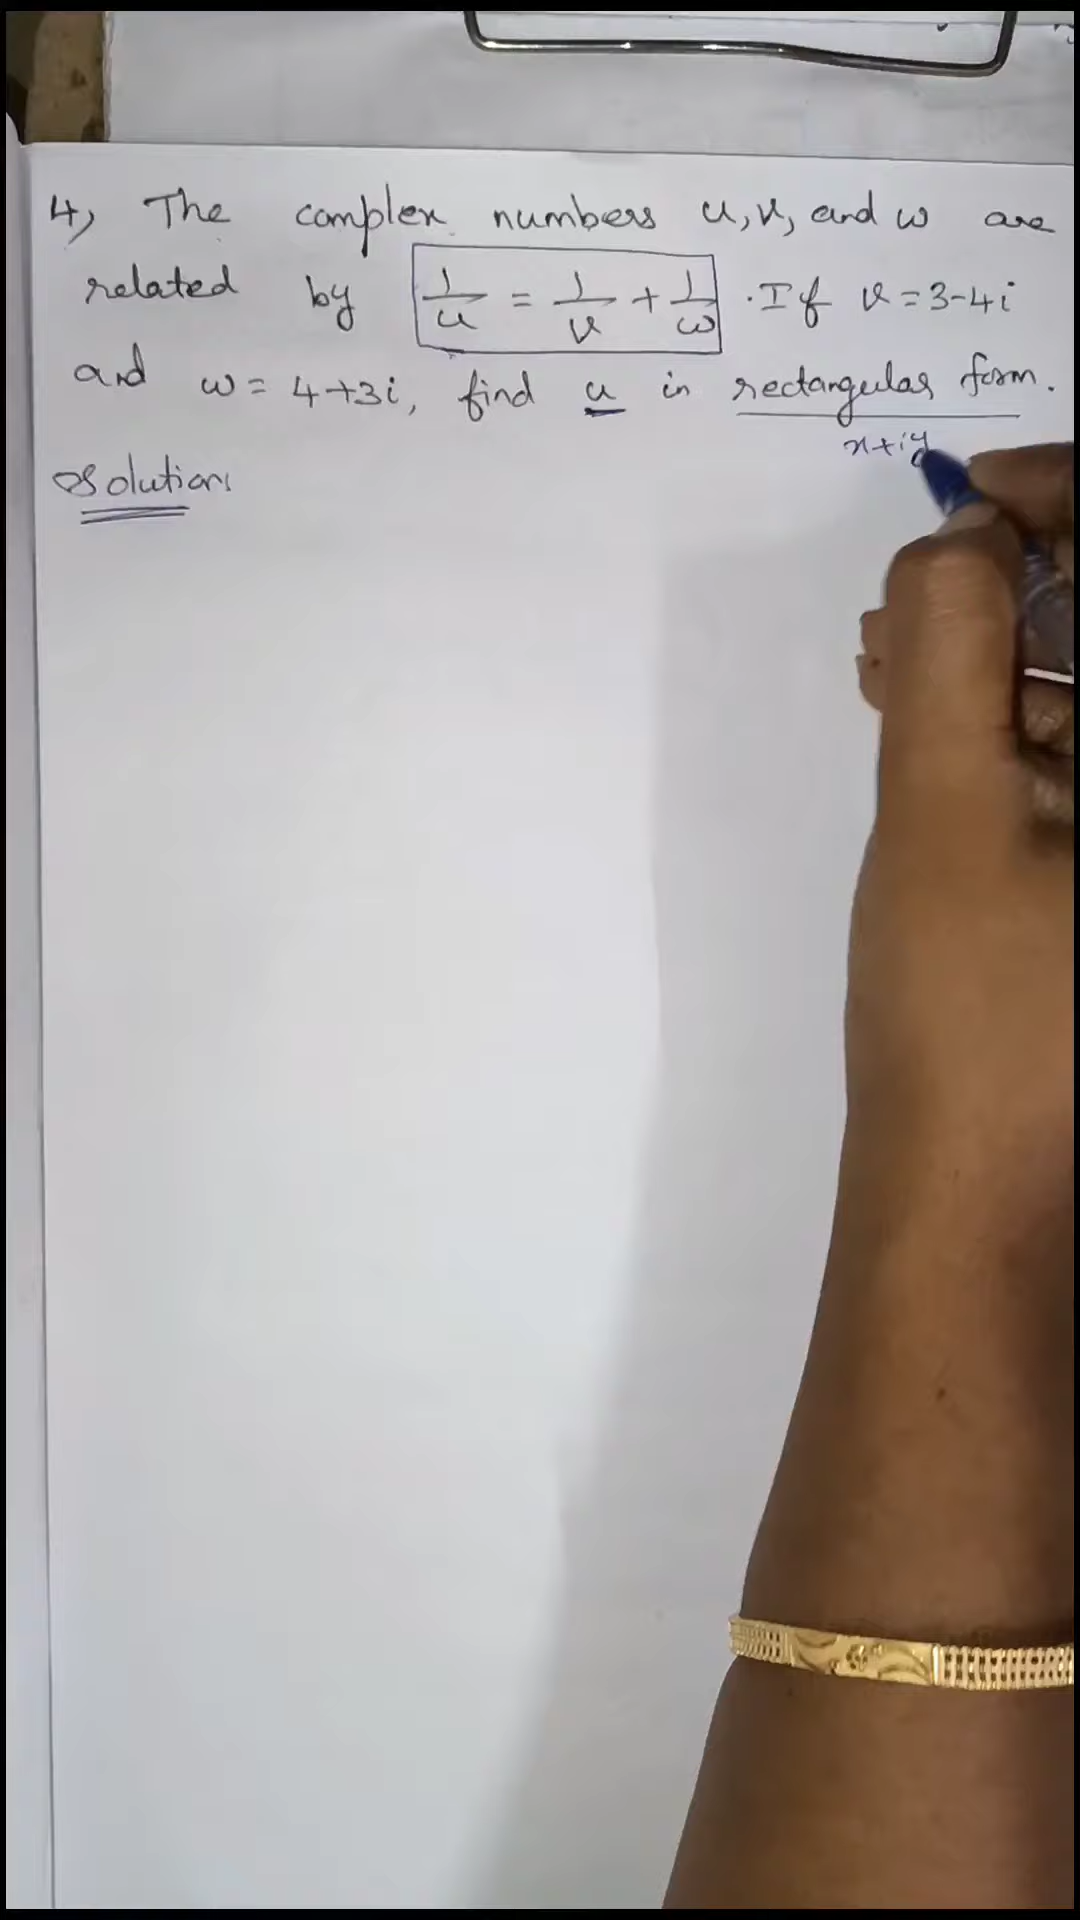 4) The complex numbers u, v, and w are
related by 1/u = 1/v + 1/w . If v = 3-4i
and w = 4+3i, find u in rectangular form.
x+iy
Solution: